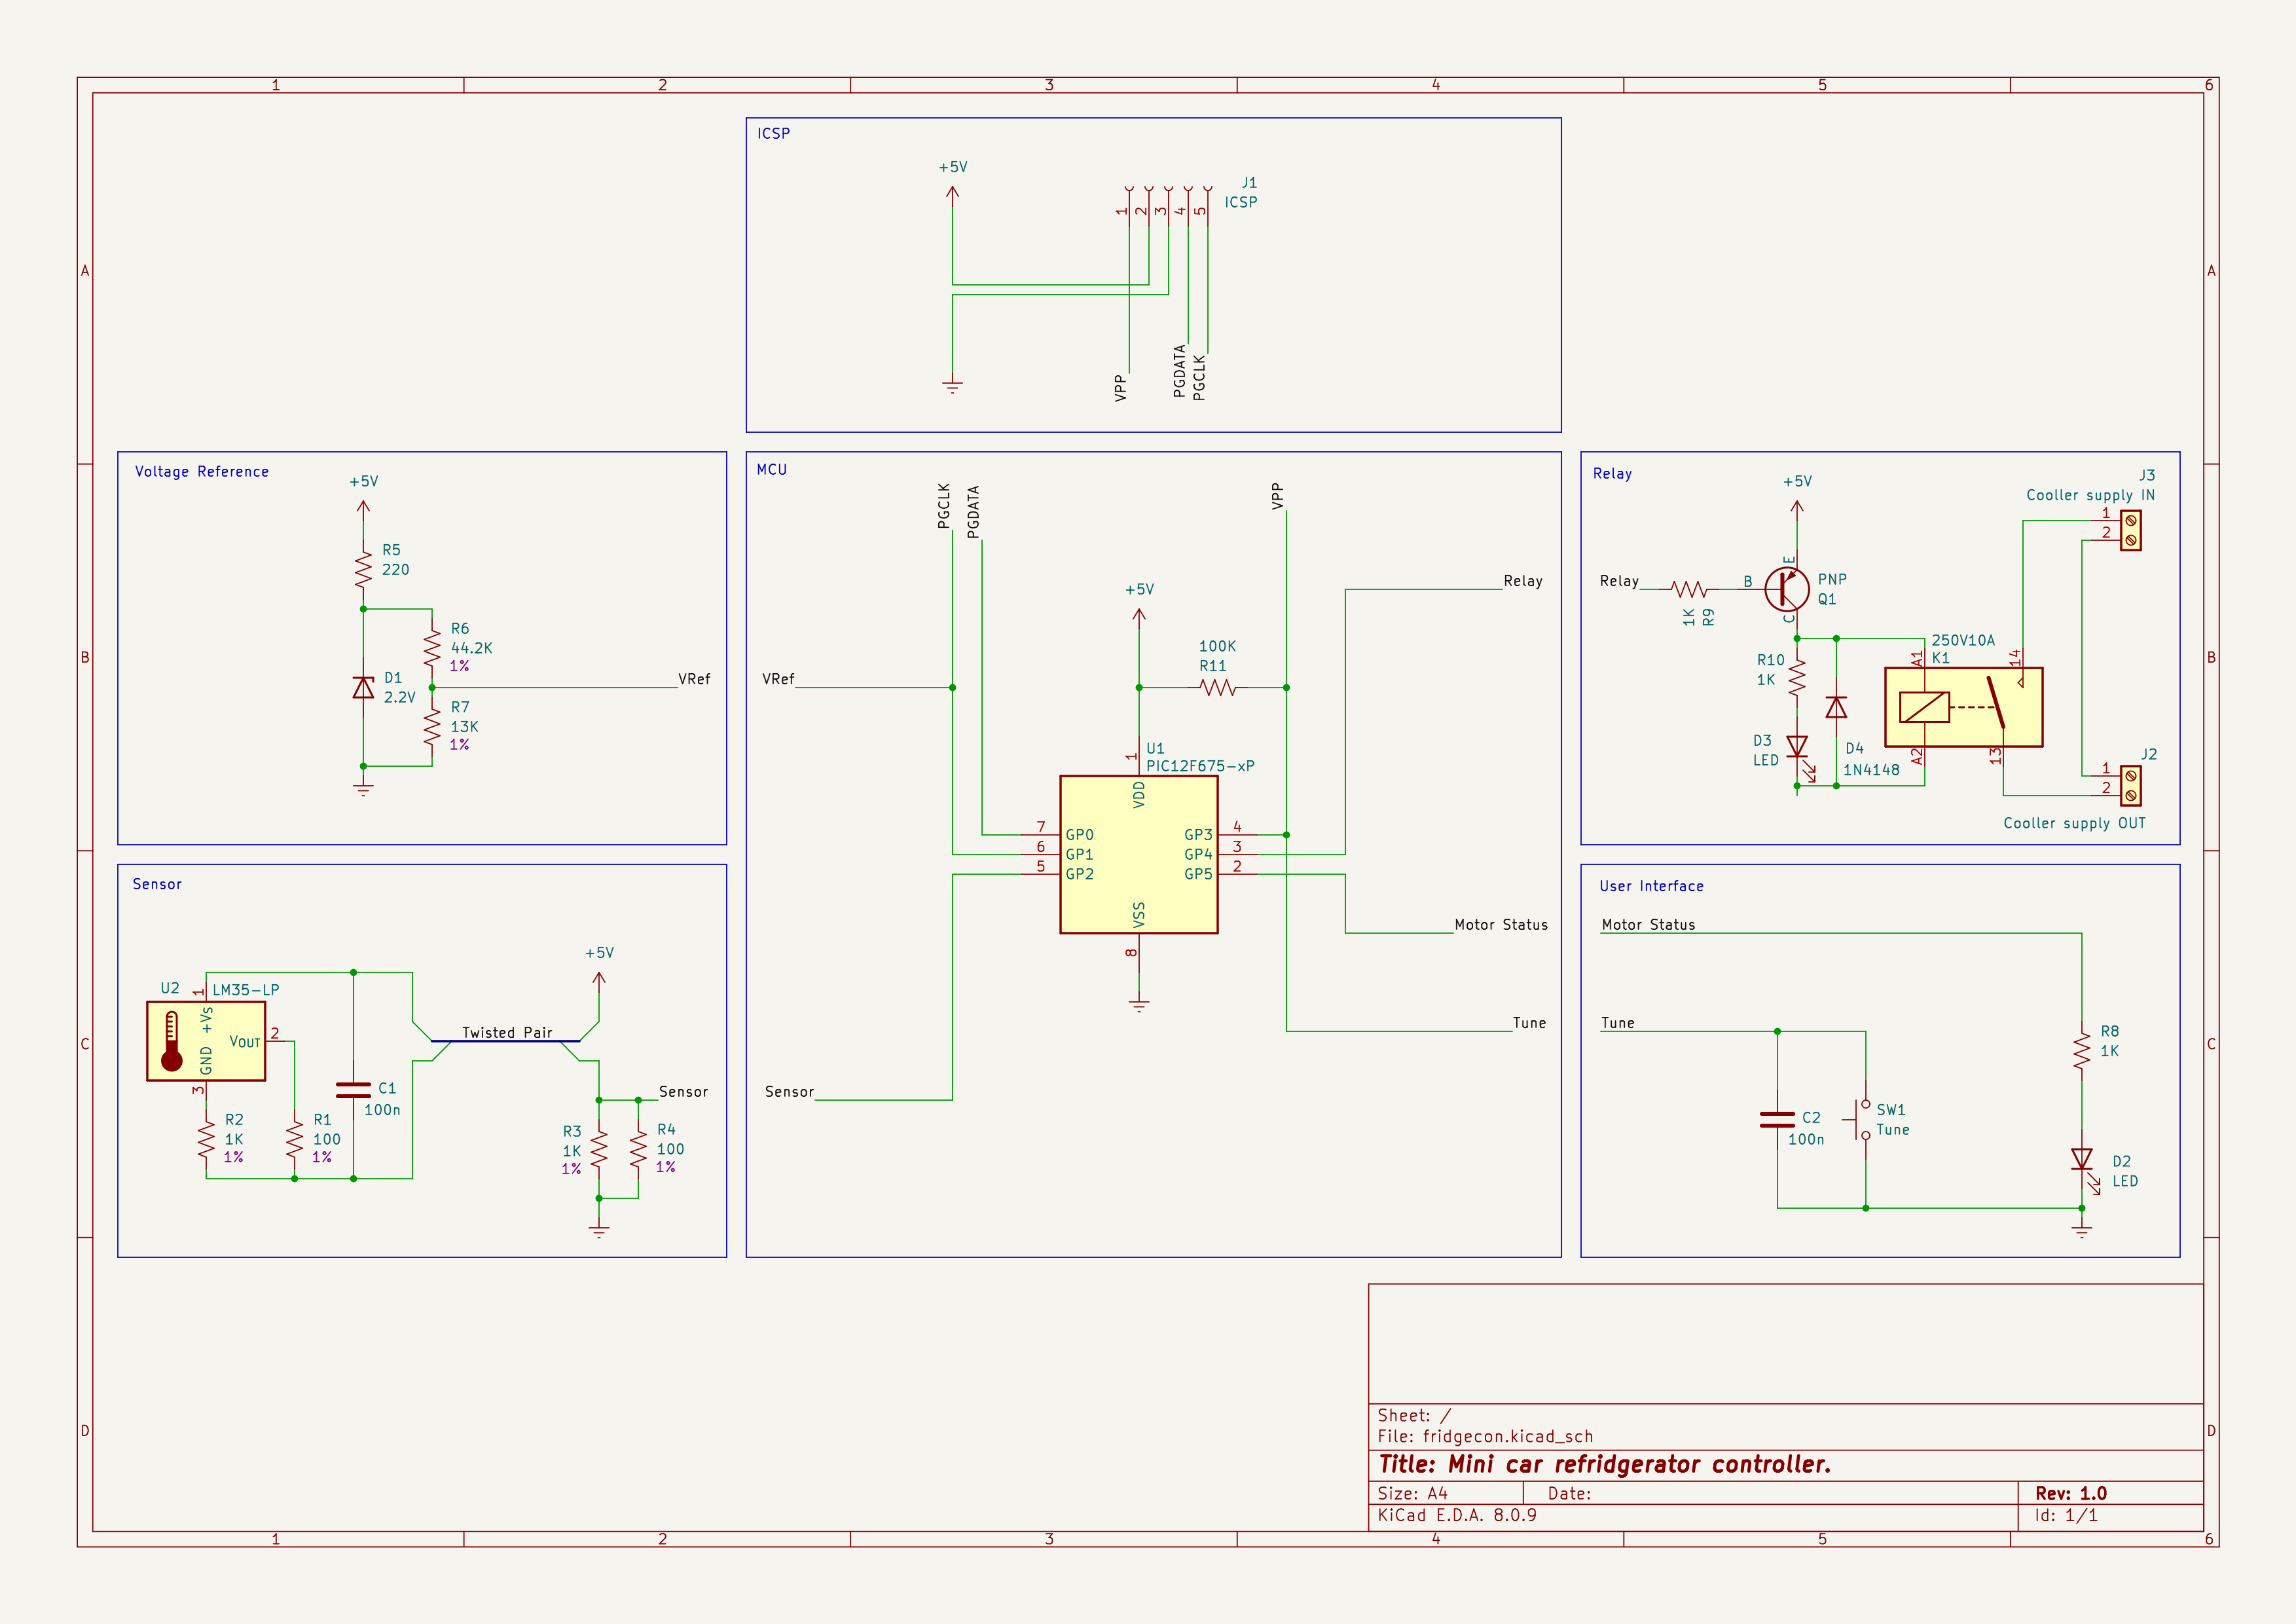 1 2 3 4 5 6
A
B
C
D
A
B
C
D
ICSP
+5V
J1
ICSP
1 2 3 4 5
VPP
PGDATA
PGCLK
Voltage Reference
+5V
R5
220
R6
44.2K
1%
VRef
D1
2.2V
R7
13K
1%
MCU
PGCLK
PGDATA
VPP
+5V
Relay
100K
R11
VRef
1
U1
PIC12F675-xP
VDD
7 GP0
6 GP1
5 GP2
GP3 4
GP4 3
GP5 2
VSS
8
Motor Status
Tune
Sensor
Relay
+5V
J3
Cooller supply IN
1
2
Relay
1K
R9
B
E
C
PNP
Q1
R10
1K
250V10A
K1
A1
14
A2
13
D3
LED
D4
1N4148
J2
1
2
Cooller supply OUT
Sensor
+5V
U2
1
LM35-LP
+Vs
GND
VOUT
2
3
Twisted Pair
C1
100n
R2
1K
1%
R1
100
1%
Sensor
R3
1K
1%
R4
100
1%
User Interface
Motor Status
Tune
R8
1K
C2
100n
SW1
Tune
D2
LED
Sheet: /
File: fridgecon.kicad_sch
Title: Mini car refridgerator controller.
Size: A4
Date:
Rev: 1.0
KiCad E.D.A. 8.0.9
Id: 1/1
1 2 3 4 5 6